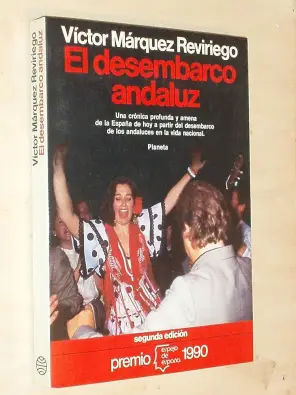 Víctor Márquez Reviriego
El desembarco
andaluz
Una crónica profunda y amena
de la España de hoy a partir del desembarco
de los andaluces en la vida nacional.
Planeta
segunda edición
premio espejo de españa 1990
Víctor Márquez Reviriego
El desembarco andaluz